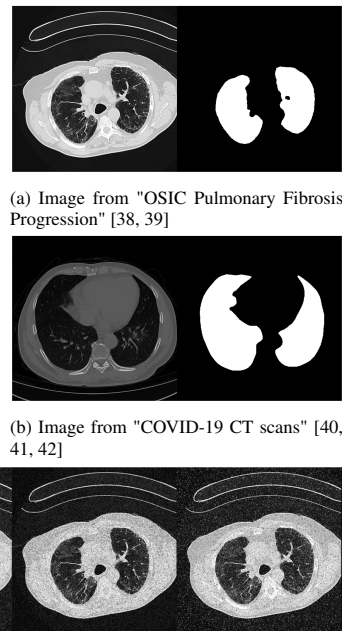 (a) Image from "OSIC Pulmonary Fibrosis
Progression" [38, 39]
(b) Image from "COVID-19 CT scans" [40,
41, 42]